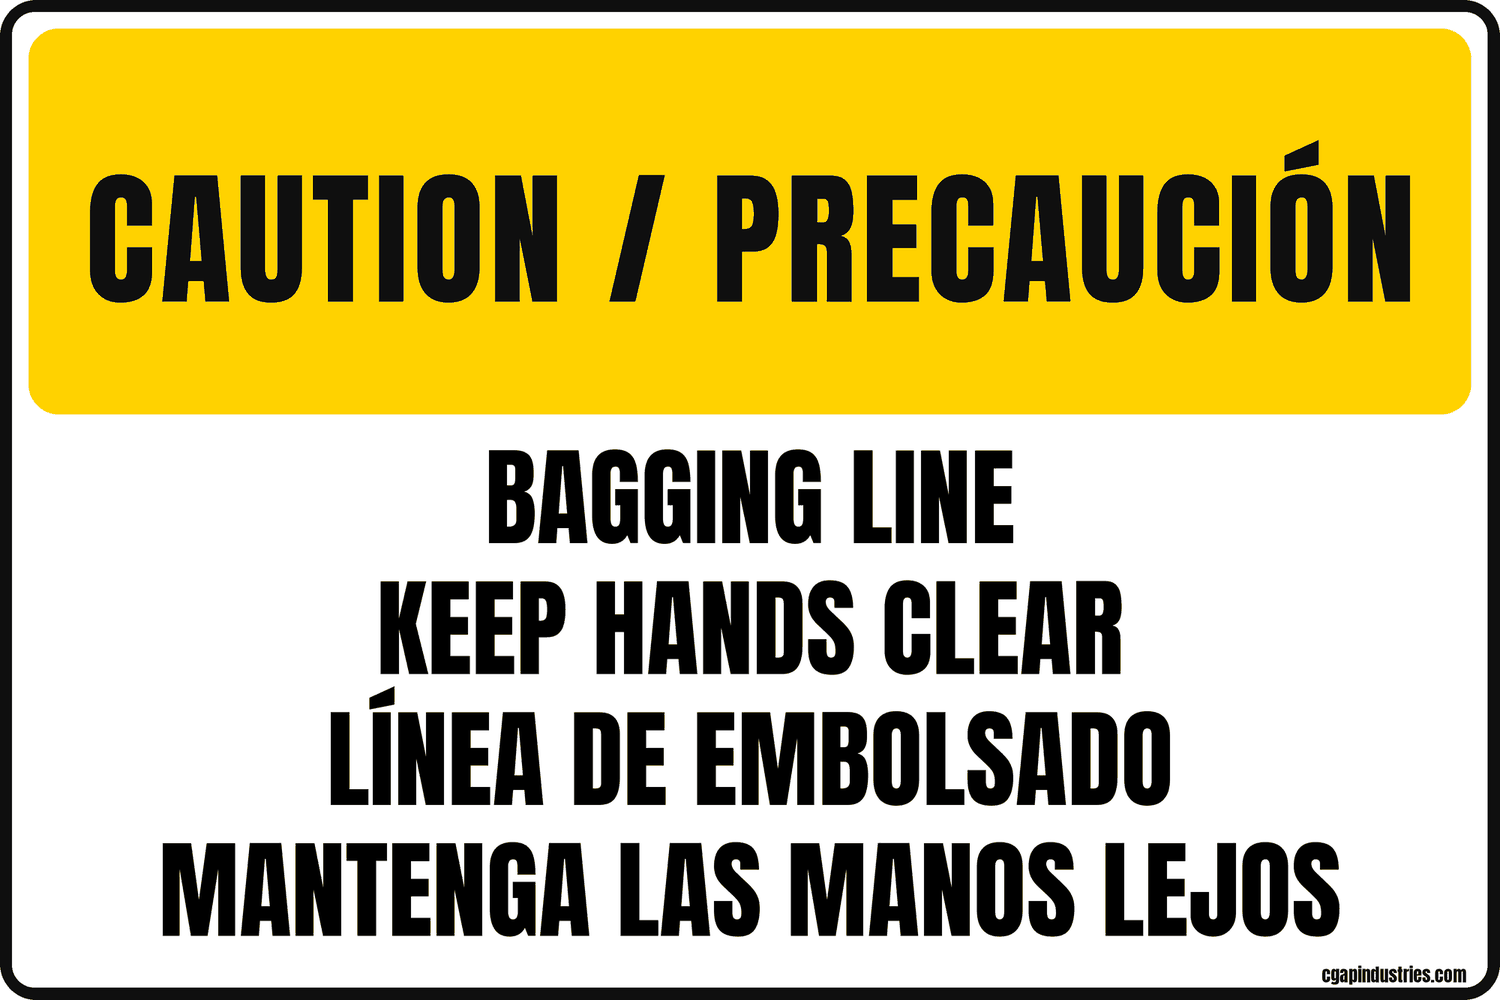 CAUTION / PRECAUCIÓN
BAGGING LINE
KEEP HANDS CLEAR
LÍNEA DE EMBOLSADO
MANTENGA LAS MANOS LEJOS
cgapindustries.com